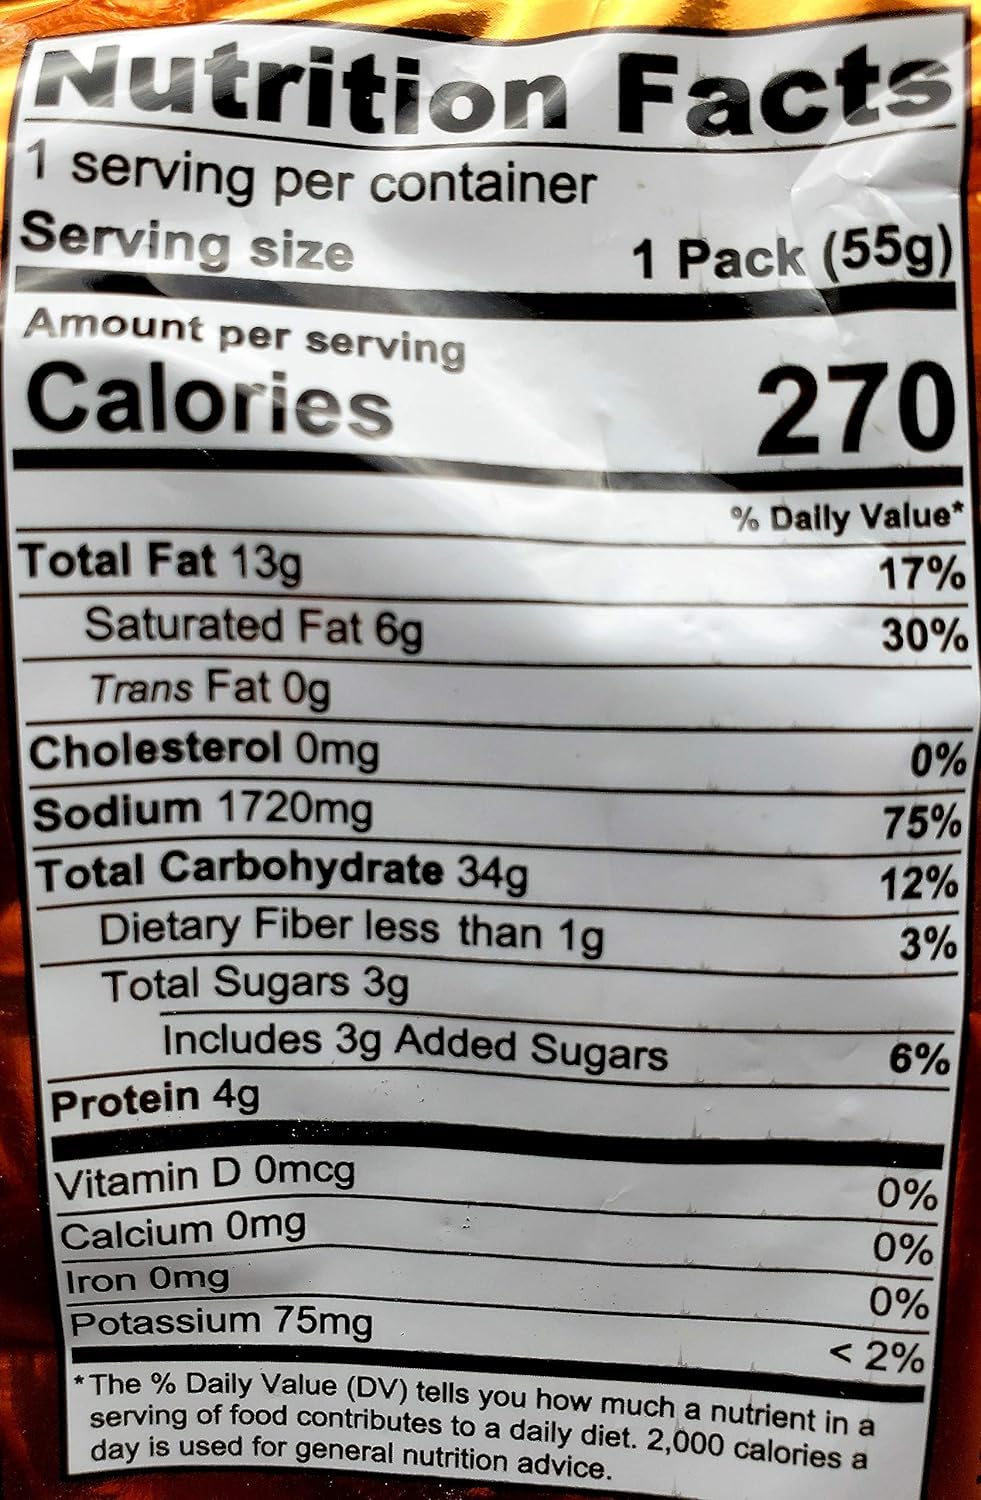 Nutrition Facts
1 serving per container
Serving size 1 Pack (55g)
Amount per serving
Calories 270
% Daily Value*
Total Fat 13g 17%
Saturated Fat 6g 30%
Trans Fat 0g
Cholesterol 0mg 0%
Sodium 1720mg 75%
Total Carbohydrate 34g 12%
Dietary Fiber less than 1g 3%
Total Sugars 3g
Includes 3g Added Sugars 6%
Protein 4g
Vitamin D 0mcg 0%
Calcium 0mg 0%
Iron 0mg 0%
Potassium 75mg < 2%
*The % Daily Value (DV) tells you how much a nutrient in a
serving of food contributes to a daily diet. 2,000 calories a
day is used for general nutrition advice.